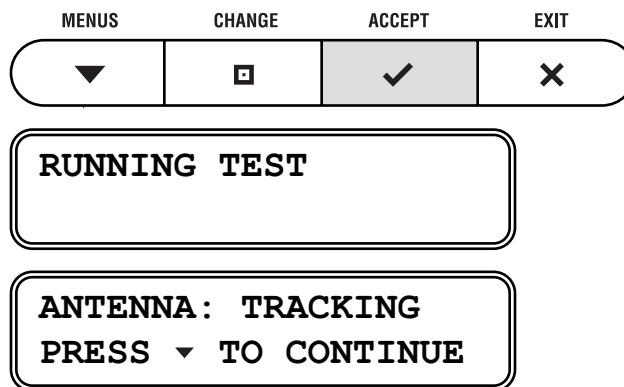 MENUS CHANGE ACCEPT EXIT
RUNNING TEST
ANTENNA: TRACKING
PRESS ▼ TO CONTINUE